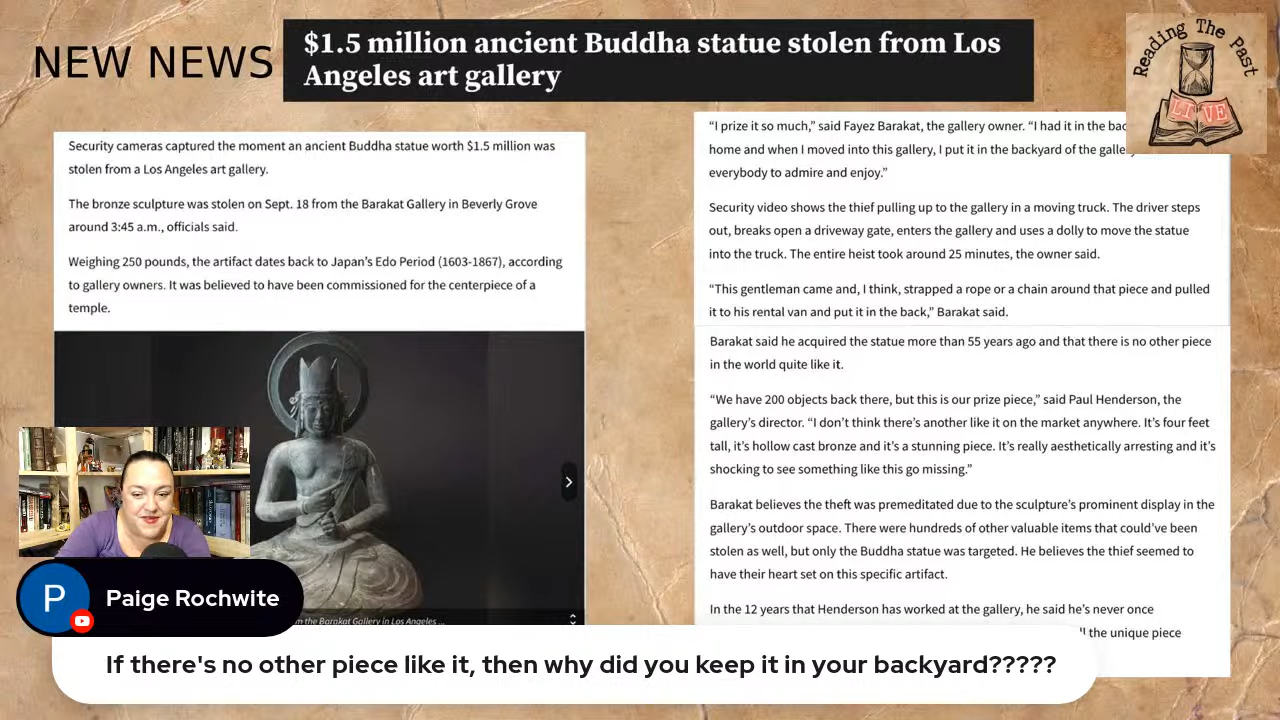 NEW NEWS
$1.5 million ancient Buddha statue stolen from Los
Angeles art gallery
Reading The Past
LIVE
Security cameras captured the moment an ancient Buddha statue worth $1.5 million was
stolen from a Los Angeles art gallery.
The bronze sculpture was stolen on Sept. 18 from the Barakat Gallery in Beverly Grove
around 3:45 a.m., officials said.
Weighing 250 pounds, the artifact dates back to Japan’s Edo Period (1603-1867), according
to gallery owners. It was believed to have been commissioned for the centerpiece of a
temple.
m the Barakat Gallery in Los Angeles ...
“I prize it so much,” said Fayez Barakat, the gallery owner. “I had it in the
home and when I moved into this gallery, I put it in the backyard of the
everybody to admire and enjoy.”
Security video shows the thief pulling up to the gallery in a moving truck. The driver steps
out, breaks open a driveway gate, enters the gallery and uses a dolly to move the statue
into the truck. The entire heist took around 25 minutes, the owner said.
“This gentleman came and, I think, strapped a rope or a chain around that piece and pulled
it to his rental van and put it in the back,” Barakat said.
Barakat said he acquired the statue more than 55 years ago and that there is no other piece
in the world quite like it.
“We have 200 objects back there, but this is our prize piece,” said Paul Henderson, the
gallery’s director. “I don’t think there’s another like it on the market anywhere. It’s four feet
tall, it’s hollow cast bronze and it’s a stunning piece. It’s really aesthetically arresting and it’s
shocking to see something like this go missing.”
Barakat believes the theft was premeditated due to the sculpture’s prominent display in the
gallery’s outdoor space. There were hundreds of other valuable items that could’ve been
stolen as well, but only the Buddha statue was targeted. He believes the thief seemed to
have their heart set on this specific artifact.
In the 12 years that Henderson has worked at the gallery, he said he’s never once
the unique piece
P
Paige Rochwite
If there's no other piece like it, then why did you keep it in your backyard?????